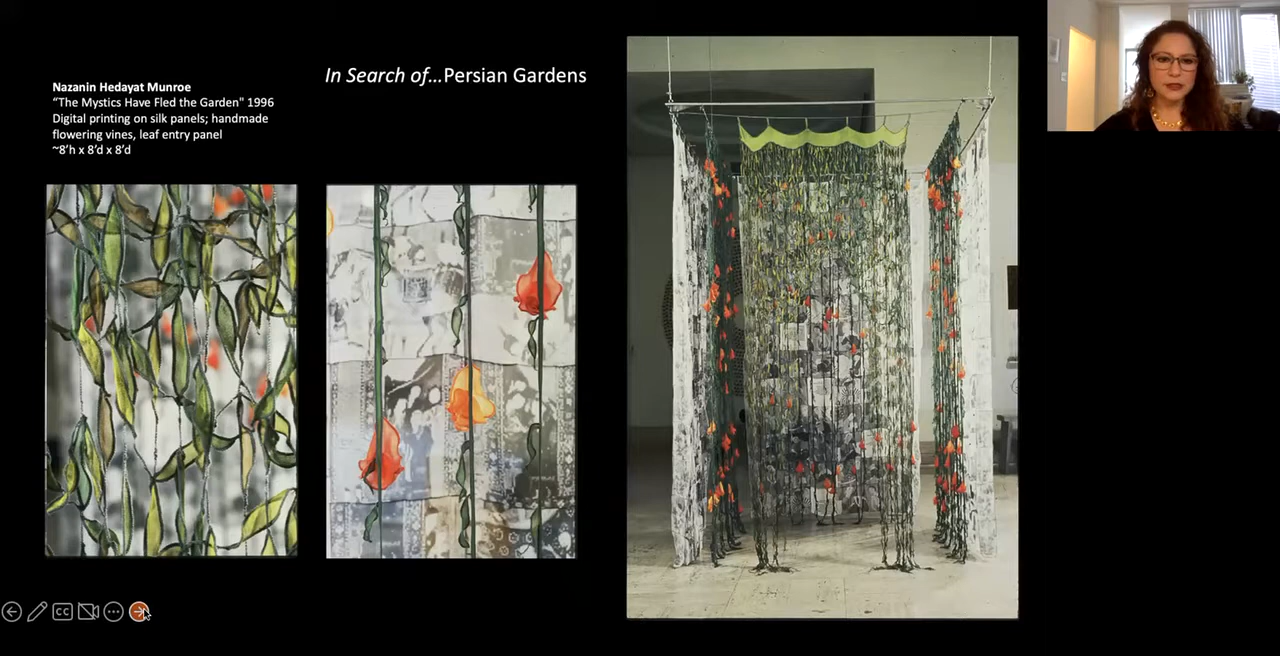 In Search of...Persian Gardens
Nazanin Hedayat Munroe
“The Mystics Have Fled the Garden" 1996
Digital printing on silk panels; handmade
flowering vines, leaf entry panel
~8'h x 8'd x 8'd
CC